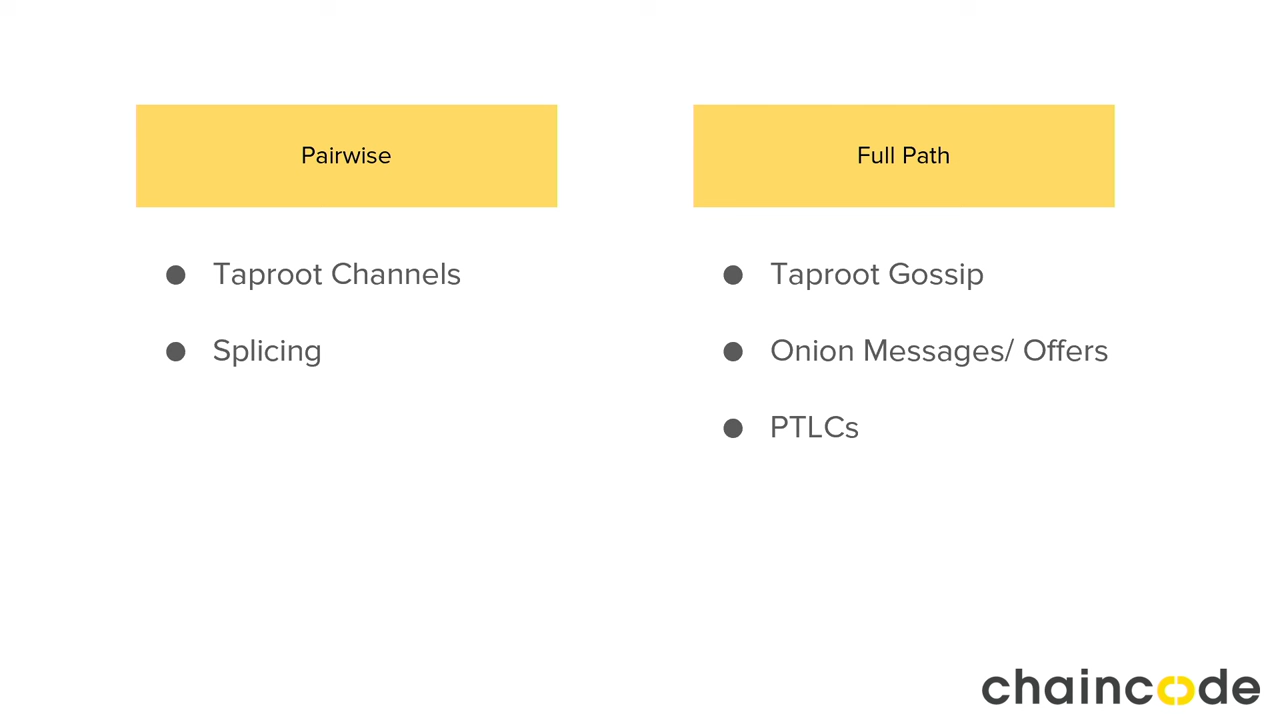 Pairwise
Full Path
Taproot Channels
Splicing
Taproot Gossip
Onion Messages/ Offers
PTLCs
chaincode